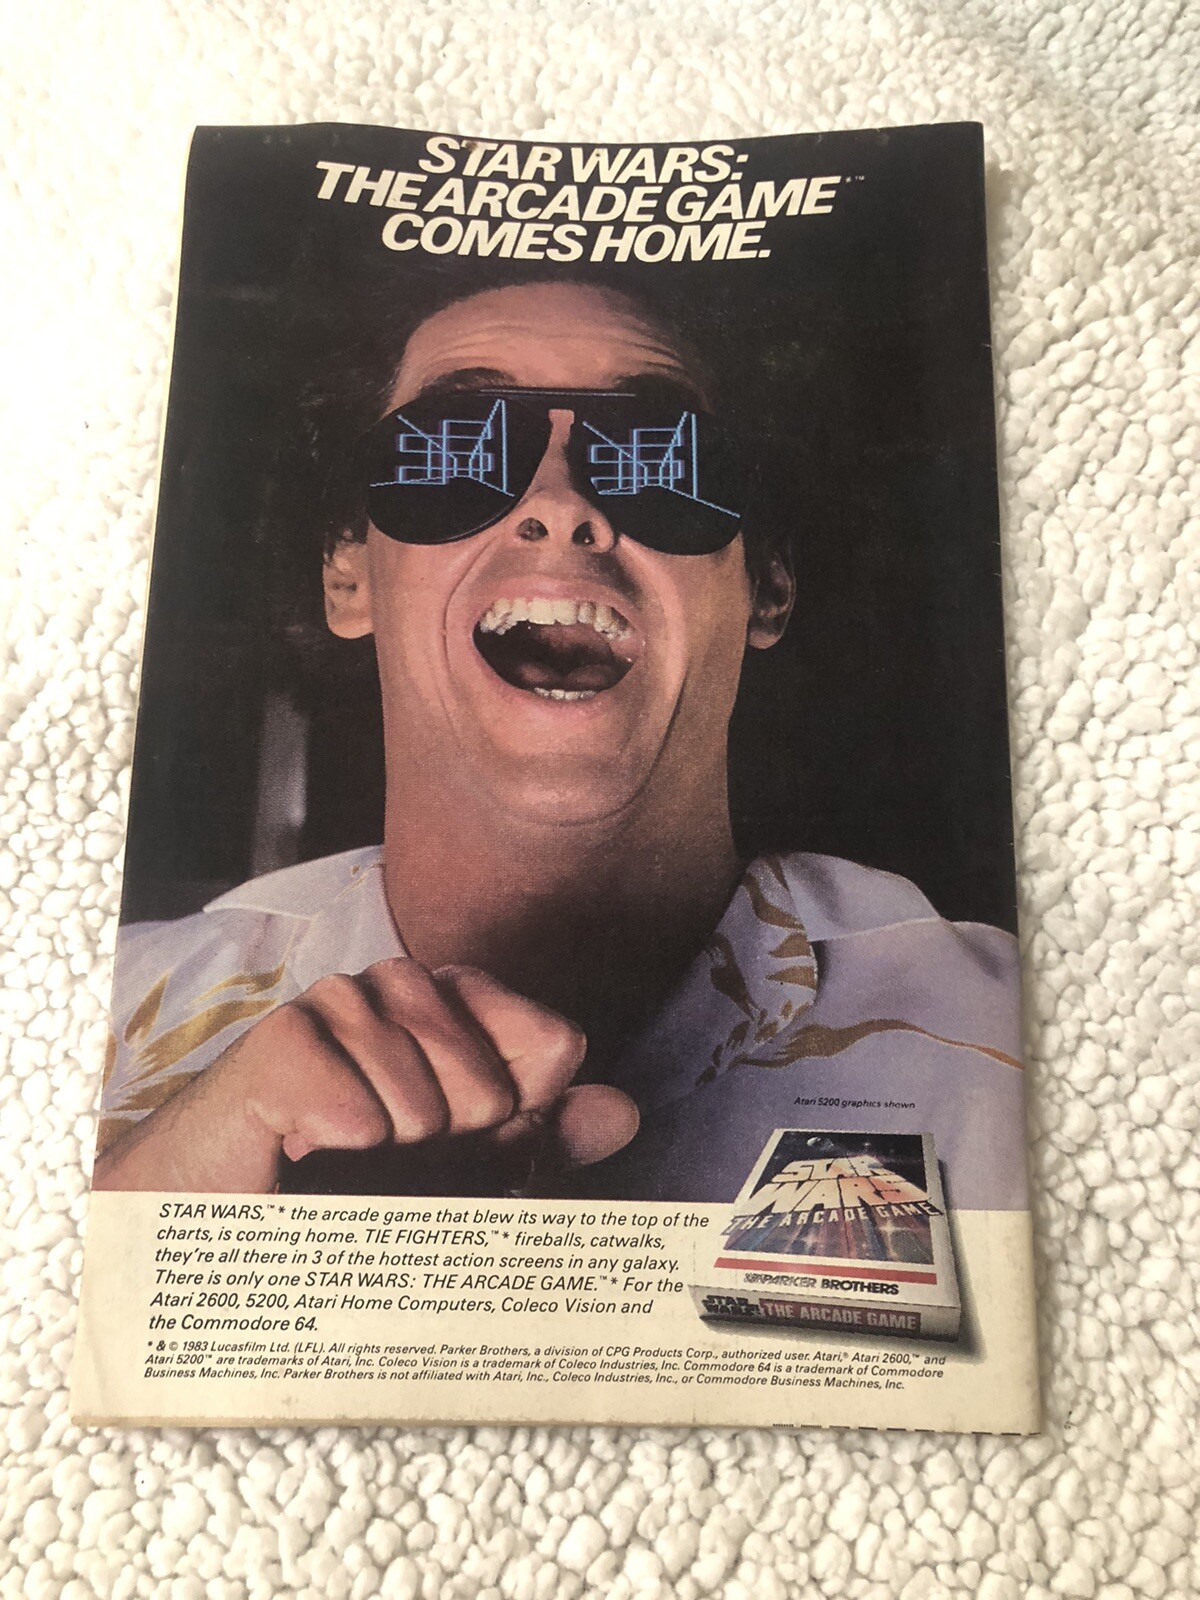 STAR WARS:
THE ARCADE GAME*™
COMES HOME.
Atari 5200 graphics shown
STAR
WARS
THE ARCADE GAME
PARKER BROTHERS
STAR
WARS THE ARCADE GAME
STAR WARS,™* the arcade game that blew its way to the top of the
charts, is coming home. TIE FIGHTERS,™* fireballs, catwalks,
they're all there in 3 of the hottest action screens in any galaxy.
There is only one STAR WARS: THE ARCADE GAME.™* For the
Atari 2600, 5200, Atari Home Computers, Coleco Vision and
the Commodore 64.
* & © 1983 Lucasfilm Ltd. (LFL). All rights reserved. Parker Brothers, a division of CPG Products Corp., authorized user. Atari,® Atari 2600,™ and
Atari 5200™ are trademarks of Atari, Inc. Coleco Vision is a trademark of Coleco Industries, Inc. Commodore 64 is a trademark of Commodore
Business Machines, Inc. Parker Brothers is not affiliated with Atari, Inc., Coleco Industries, Inc., or Commodore Business Machines, Inc.